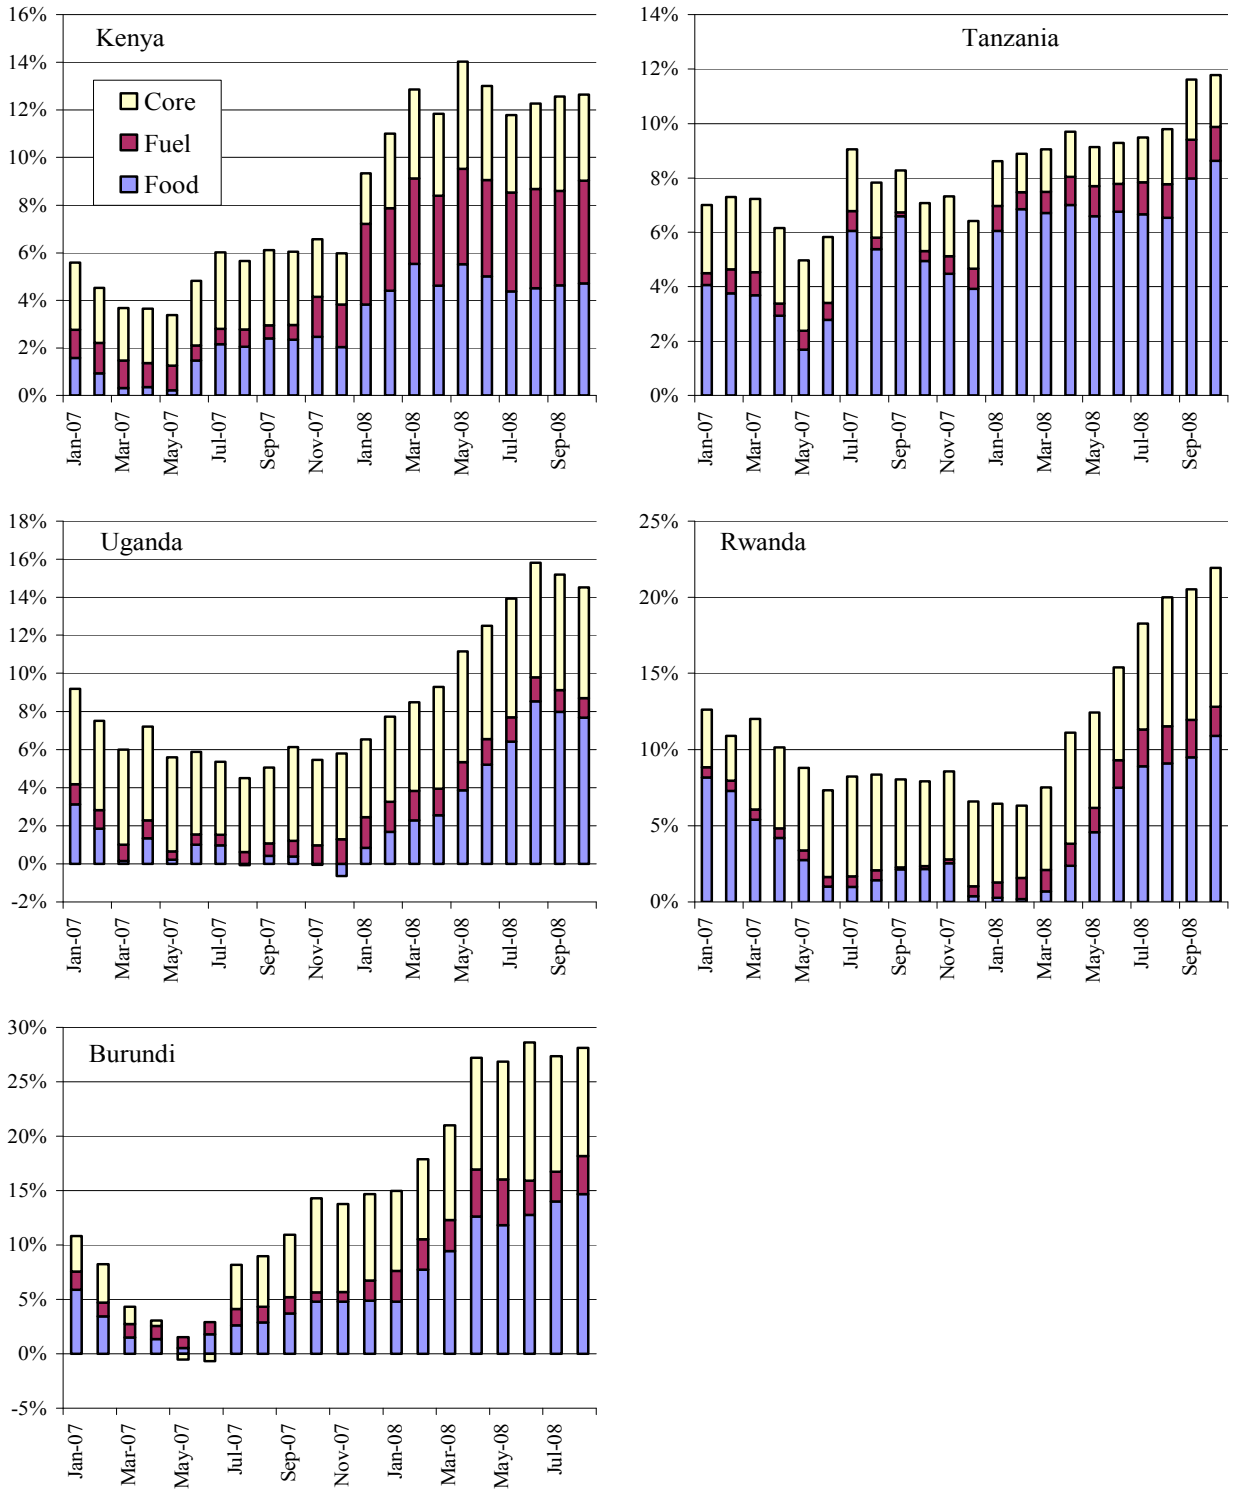 16%
14%
12%
10%
8%
6%
4%
2%
0%
Kenya
Core
Fuel
Food
Jan-07
Mar-07
May-07
Jul-07
Sep-07
Nov-07
Jan-08
Mar-08
May-08
Jul-08
Sep-08
14%
12%
10%
8%
6%
4%
2%
0%
Tanzania
Jan-07
Mar-07
May-07
Jul-07
Sep-07
Nov-07
Jan-08
Mar-08
May-08
Jul-08
Sep-08
18%
16%
14%
12%
10%
8%
6%
4%
2%
0%
-2%
Uganda
Jan-07
Mar-07
May-07
Jul-07
Sep-07
Nov-07
Jan-08
Mar-08
May-08
Jul-08
Sep-08
25%
20%
15%
10%
5%
0%
Rwanda
Jan-07
Mar-07
May-07
Jul-07
Sep-07
Nov-07
Jan-08
Mar-08
May-08
Jul-08
Sep-08
30%
25%
20%
15%
10%
5%
0%
-5%
Burundi
Jan-07
Mar-07
May-07
Jul-07
Sep-07
Nov-07
Jan-08
Mar-08
May-08
Jul-08